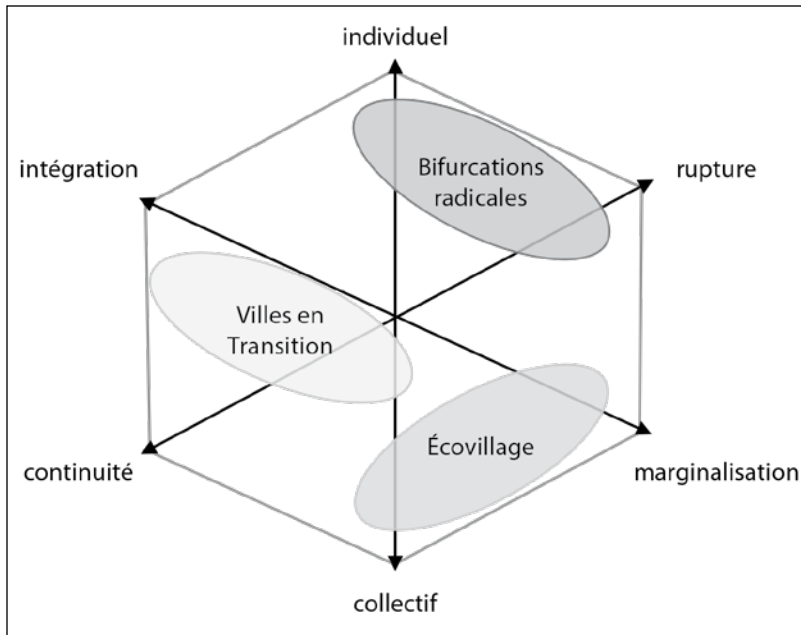 individuel
Bifurcations
radicales
intégration
rupture
Villes en
Transition
Écovillage
continuité
marginalisation
collectif